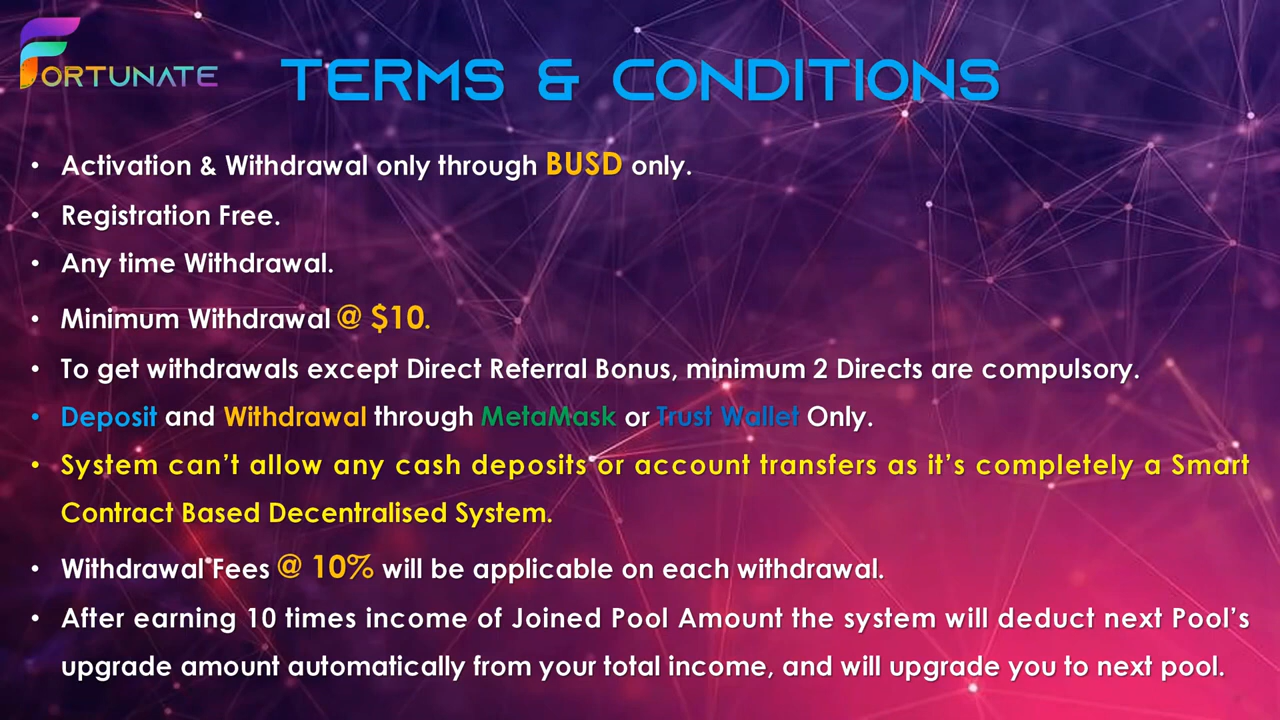 FORTUNATE
TERMS & CONDITIONS
• Activation & Withdrawal only through BUSD only.
• Registration Free.
• Any time Withdrawal.
• Minimum Withdrawal @ $10.
• To get withdrawals except Direct Referral Bonus, minimum 2 Directs are compulsory.
• Deposit and Withdrawal through MetaMask or Trust Wallet Only.
• System can’t allow any cash deposits or account transfers as it’s completely a Smart
Contract Based Decentralised System.
• Withdrawal Fees @ 10% will be applicable on each withdrawal.
• After earning 10 times income of Joined Pool Amount the system will deduct next Pool’s
upgrade amount automatically from your total income, and will upgrade you to next pool.